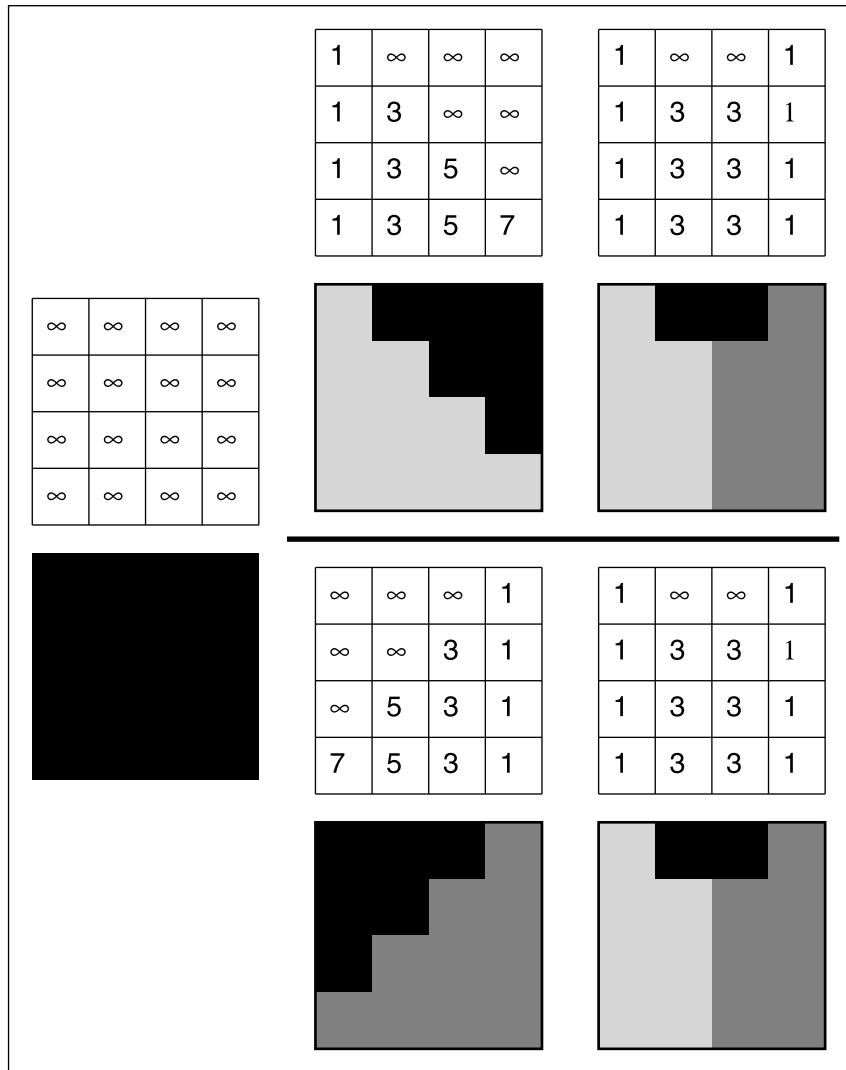 1 ∞ ∞ ∞
1 3 ∞ ∞
1 3 5 ∞
1 3 5 7
1 ∞ ∞ 1
1 3 3 1
1 3 3 1
1 3 3 1
∞ ∞ ∞ ∞
∞ ∞ ∞ ∞
∞ ∞ ∞ ∞
∞ ∞ ∞ ∞
∞ ∞ ∞ 1
∞ ∞ 3 1
∞ 5 3 1
7 5 3 1
1 ∞ ∞ 1
1 3 3 1
1 3 3 1
1 3 3 1